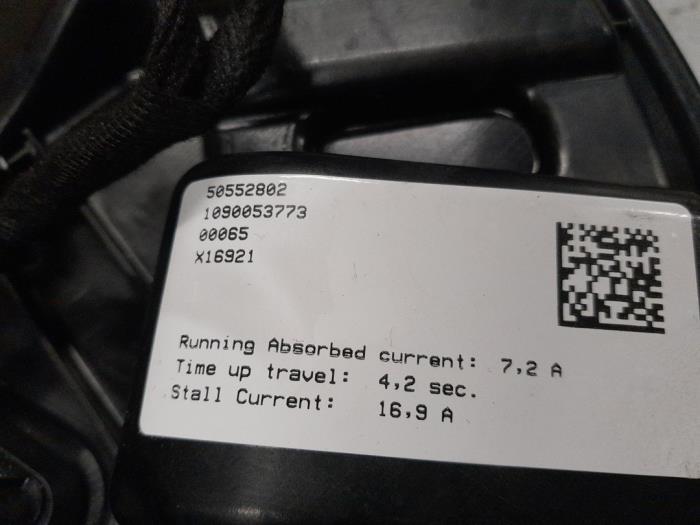 50552802
1090053773
00065
X16921
Running Absorbed current: 7,2 A
Time up travel: 4,2 sec.
Stall Current: 16,9 A